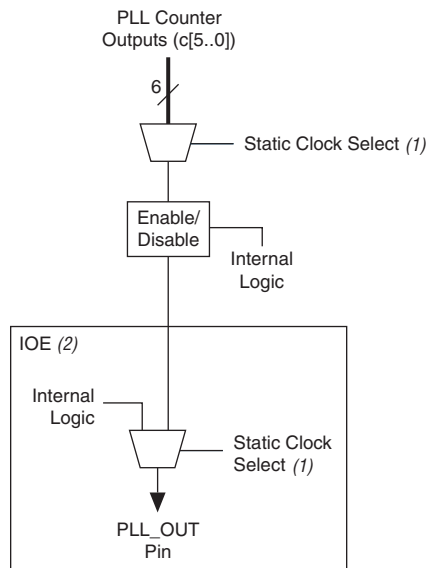 PLL Counter
Outputs (c[5..0])
6
Static Clock Select (1)
Enable/
Disable
Internal
Logic
IOE (2)
Internal
Logic
Static Clock
Select (1)
PLL_OUT
Pin